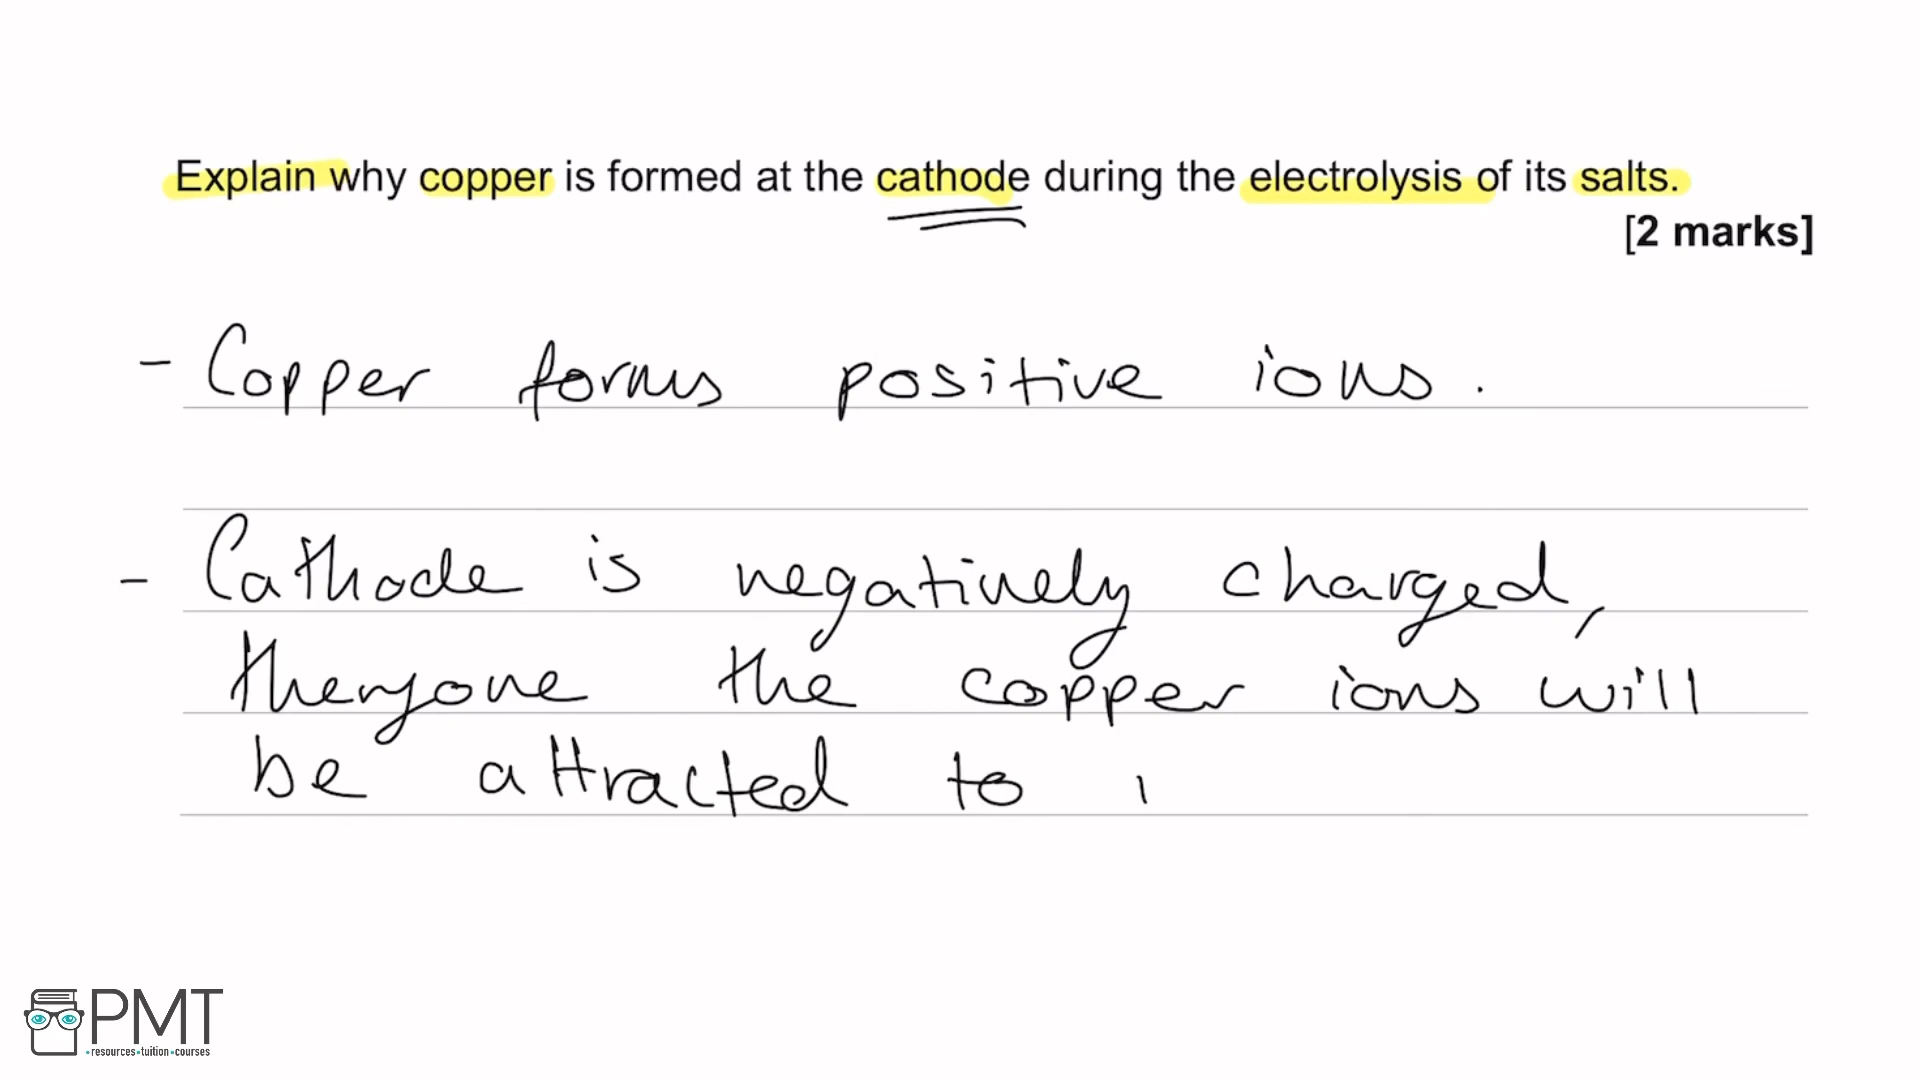 Explain why copper is formed at the cathode during the electrolysis of its salts.
[2 marks]
- Copper forms positive ions.
- Cathode is negatively charged,
therefore the copper ions will
be attracted to
PMT
•resources•tuition•courses